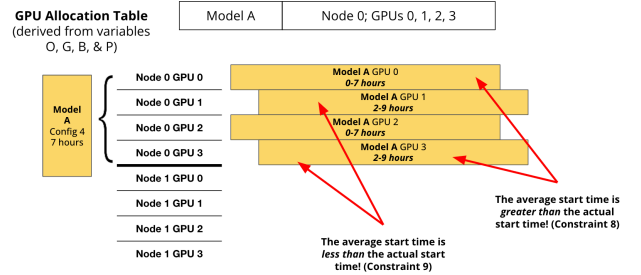 GPU Allocation Table
(derived from variables
O, G, B, & P)
Model A
Node 0; GPUs 0, 1, 2, 3
Model
A
Config 4
7 hours
Node 0 GPU 0
Node 0 GPU 1
Node 0 GPU 2
Node 0 GPU 3
Node 1 GPU 0
Node 1 GPU 1
Node 1 GPU 2
Node 1 GPU 3
Model A GPU 0
0-7 hours
Model A GPU 1
2-9 hours
Model A GPU 2
0-7 hours
Model A GPU 3
2-9 hours
The average start time is
less than the actual start
time! (Constraint 9)
The average start time is
greater than the actual
start time! (Constraint 8)